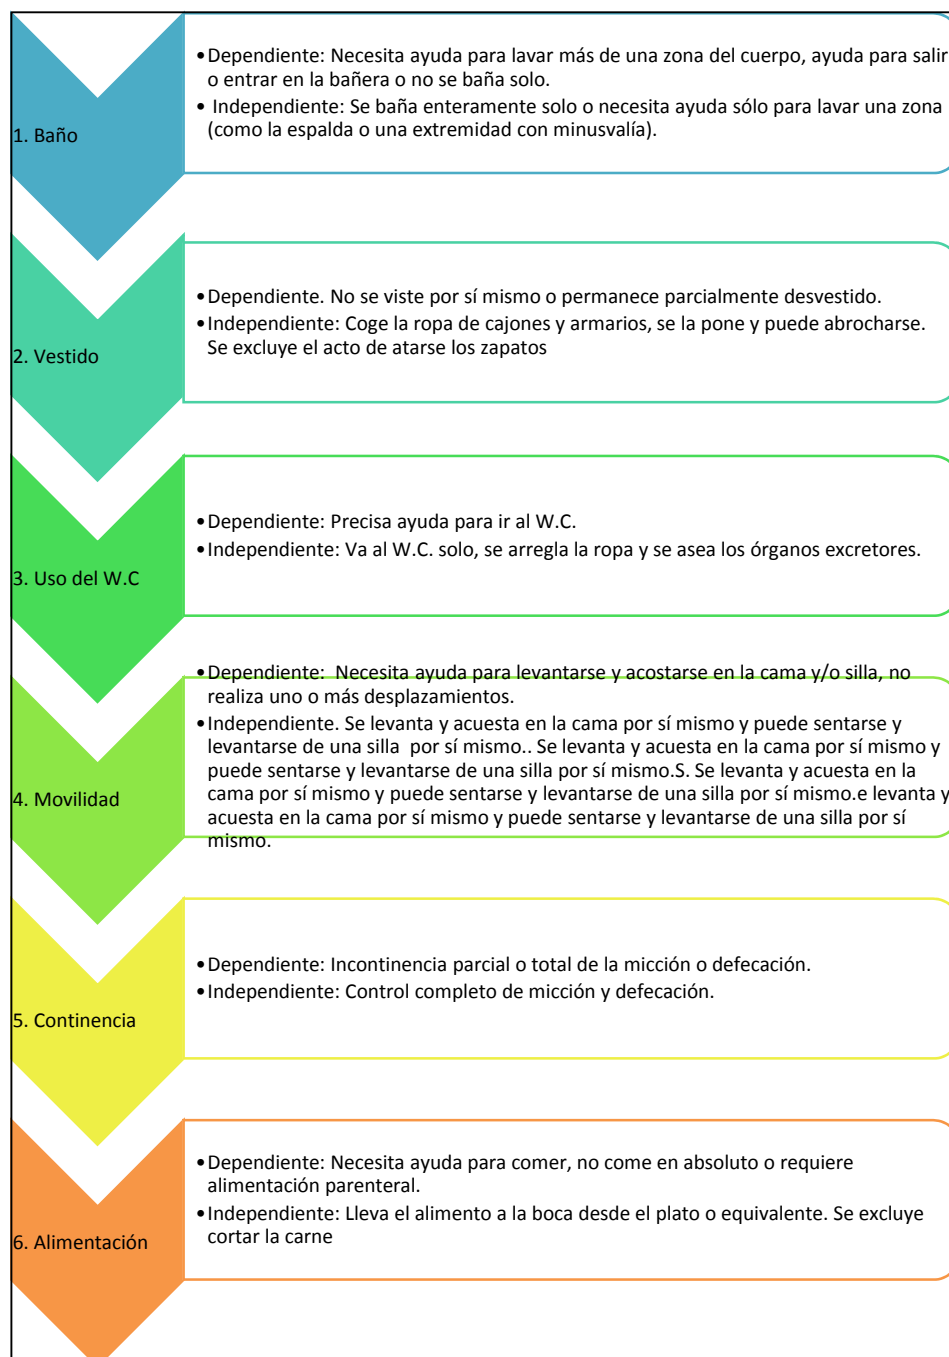 1. Baño
•Dependiente: Necesita ayuda para lavar más de una zona del cuerpo, ayuda para salir
o entrar en la bañera o no se baña solo.
• Independiente: Se baña enteramente solo o necesita ayuda sólo para lavar una zona
(como la espalda o una extremidad con minusvalía).
2. Vestido
•Dependiente. No se viste por sí mismo o permanece parcialmente desvestido.
•Independiente: Coge la ropa de cajones y armarios, se la pone y puede abrocharse.
Se excluye el acto de atarse los zapatos
3. Uso del W.C
•Dependiente: Precisa ayuda para ir al W.C.
•Independiente: Va al W.C. solo, se arregla la ropa y se asea los órganos excretores.
4. Movilidad
•Dependiente:  Necesita ayuda para levantarse y acostarse en la cama y/o silla, no
realiza uno o más desplazamientos.
•Independiente. Se levanta y acuesta en la cama por sí mismo y puede sentarse y
levantarse de una silla  por sí mismo.. Se levanta y acuesta en la cama por sí mismo y
puede sentarse y levantarse de una silla por sí mismo.S. Se levanta y acuesta en la
cama por sí mismo y puede sentarse y levantarse de una silla por sí mismo.e levanta y
acuesta en la cama por sí mismo y puede sentarse y levantarse de una silla por sí
mismo.
5. Continencia
•Dependiente: Incontinencia parcial o total de la micción o defecación.
•Independiente: Control completo de micción y defecación.
6. Alimentación
•Dependiente: Necesita ayuda para comer, no come en absoluto o requiere
alimentación parenteral.
•Independiente: Lleva el alimento a la boca desde el plato o equivalente. Se excluye
cortar la carne